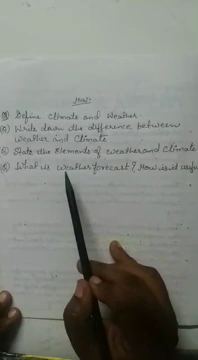 H.W:-
Q) Define Climate and Weather
Q) Write down the difference between
weather and Climate
Q) State the Elements of weather and Climate
Q) What is weather forecast? How is it usefu